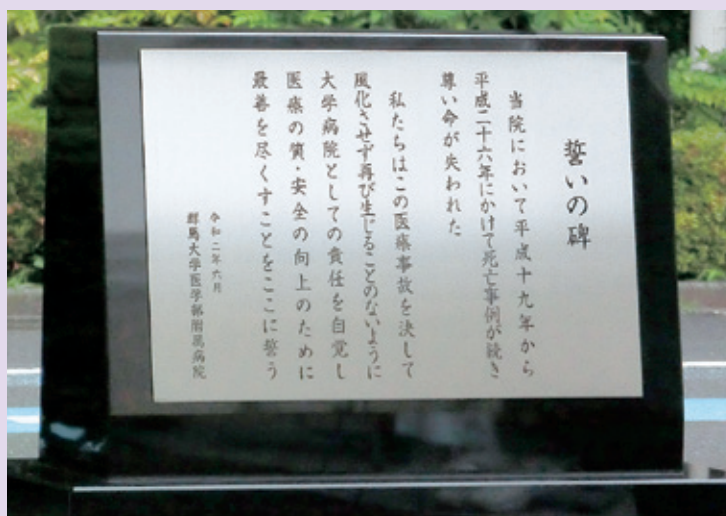 誓いの碑
当院において平成十九年から
平成二十六年にかけて死亡事例が続き
尊い命が失われた
私たちはこの医療事故を決して
風化させず再び生じることのないように
大学病院としての責任を自覚し
医療の質・安全の向上のために
最善を尽くすことをここに誓う
令和二年六月
群馬大学医学部附属病院